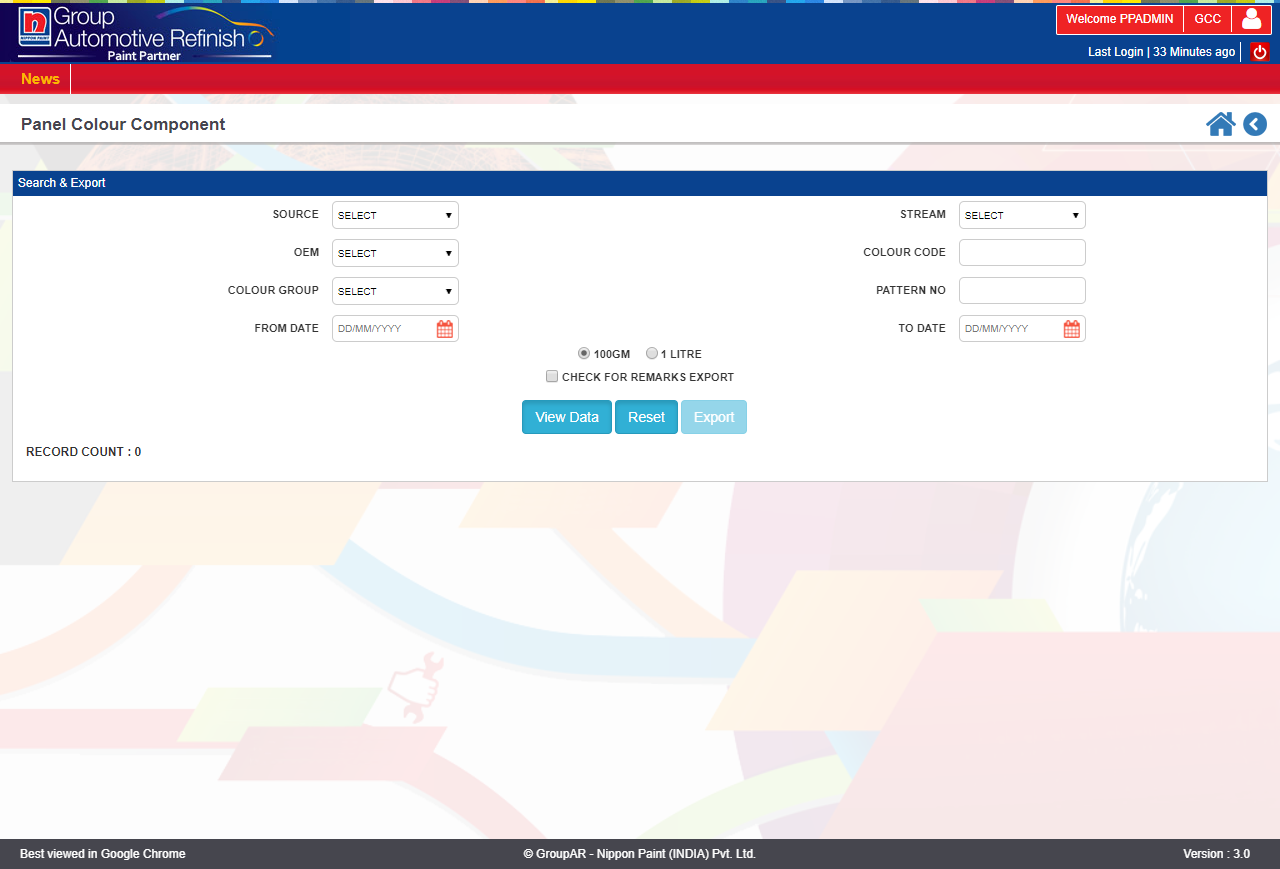 Group
Automotive Refinish
NIPPON PAINT
Paint Partner
Welcome PPADMIN GCC
Last Login | 33 Minutes ago
News
Panel Colour Component
Search & Export
SOURCE SELECT STREAM SELECT
OEM SELECT COLOUR CODE
COLOUR GROUP SELECT PATTERN NO
FROM DATE DD/MM/YYYY TO DATE DD/MM/YYYY
100GM 1 LITRE
CHECK FOR REMARKS EXPORT
View Data Reset Export
RECORD COUNT : 0
Best viewed in Google Chrome © GroupAR - Nippon Paint (INDIA) Pvt. Ltd. Version : 3.0